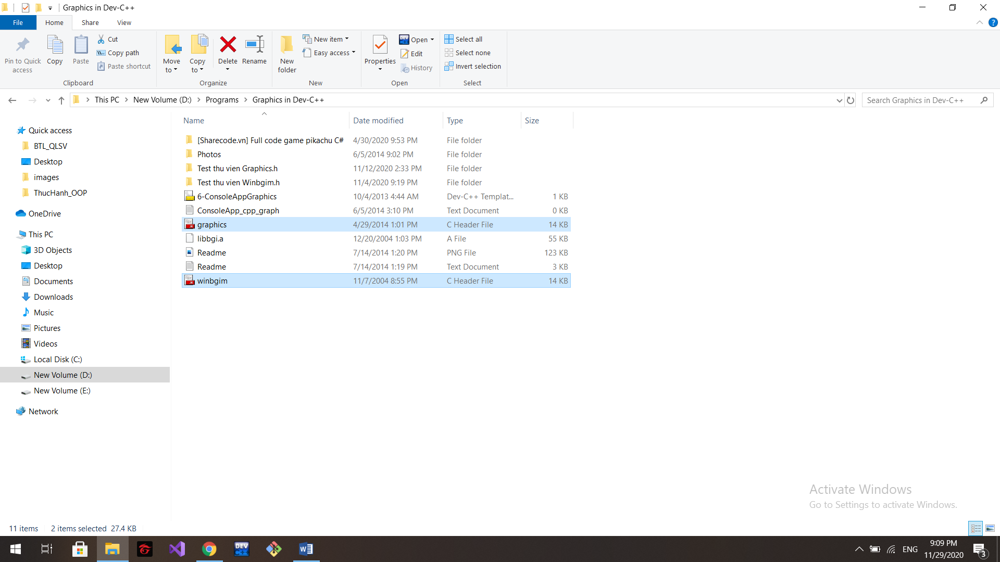 Graphics in Dev-C++
File Home Share View
Pin to Quick access
Copy
Paste
Cut
Copy path
Paste shortcut
Clipboard
Move to
Copy to
Delete
Rename
Organize
New folder
New item
Easy access
New
Properties
Open
Edit
History
Open
Select all
Select none
Invert selection
Select
This PC > New Volume (D:) > Programs > Graphics in Dev-C++
Search Graphics in Dev-C++
Quick access
BTL_QLSV
Desktop
images
ThucHanh_OOP
OneDrive
This PC
3D Objects
Desktop
Documents
Downloads
Music
Pictures
Videos
Local Disk (C:)
New Volume (D:)
New Volume (E:)
Network
Name Date modified Type Size
[Sharecode.vn] Full code game pikachu C# 4/30/2020 9:53 PM File folder
Photos 6/5/2014 9:02 PM File folder
Test thu vien Graphics.h 11/12/2020 2:33 PM File folder
Test thu vien Winbgim.h 11/4/2020 9:19 PM File folder
6-ConsoleAppGraphics 10/4/2013 4:44 AM Dev-C++ Templat... 1 KB
ConsoleApp_cpp_graph 6/5/2014 3:10 PM Text Document 0 KB
graphics 4/29/2014 1:01 PM C Header File 14 KB
libbgi.a 12/20/2004 1:03 PM A File 55 KB
Readme 7/14/2014 1:20 PM PNG File 123 KB
Readme 7/14/2014 1:19 PM Text Document 3 KB
winbgim 11/7/2004 8:55 PM C Header File 14 KB
Activate Windows
Go to Settings to activate Windows.
11 items 2 items selected 27.4 KB
DEV C++
ENG
9:09 PM
11/29/2020
3